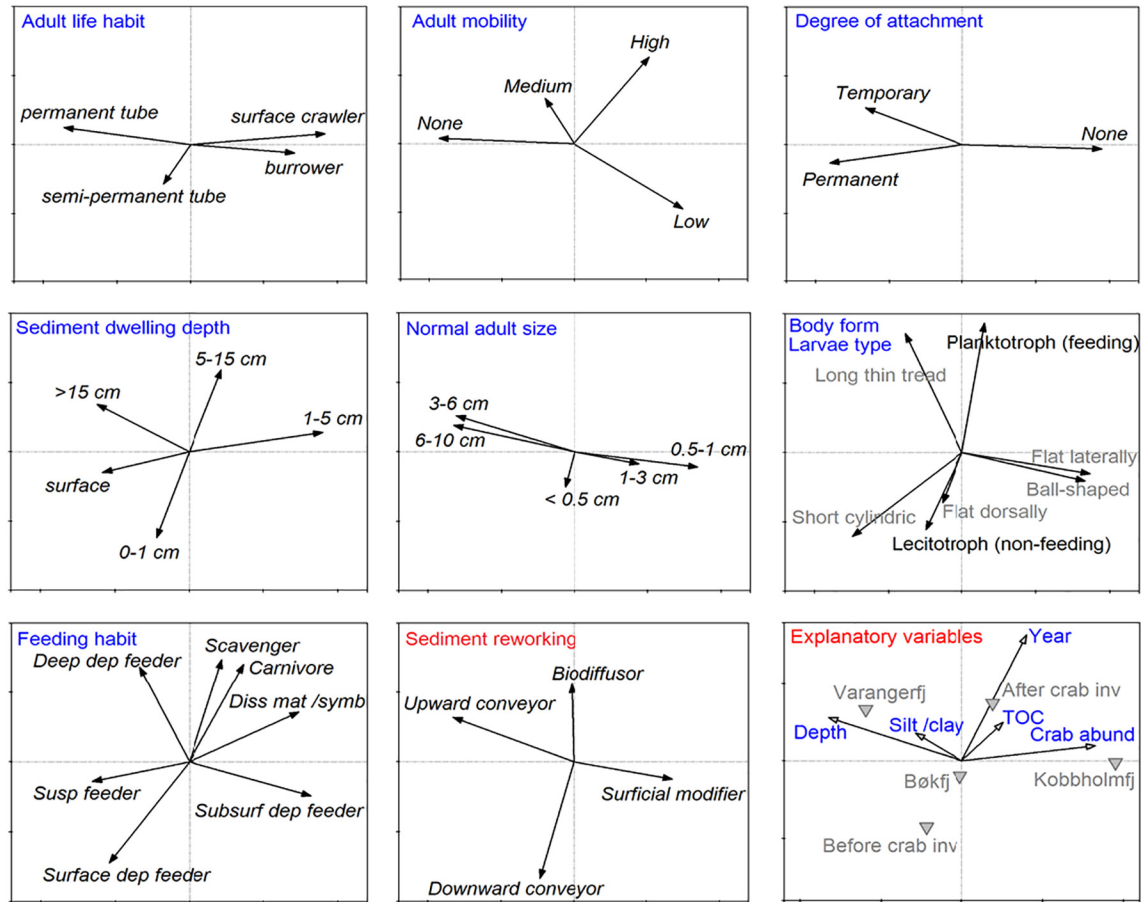 Adult life habit
permanent tube
surface crawler
burrower
semi-permanent tube
Adult mobility
High
Medium
None
Low
Degree of attachment
Temporary
None
Permanent
Sediment dwelling depth
5-15 cm
>15 cm
1-5 cm
surface
0-1 cm
Normal adult size
3-6 cm
6-10 cm
0.5-1 cm
1-3 cm
< 0.5 cm
Body form
Larvae type
Planktotroph (feeding)
Long thin tread
Flat laterally
Ball-shaped
Short cylindric
Flat dorsally
Lecitotroph (non-feeding)
Feeding habit
Scavenger
Deep dep feeder
Carnivore
Diss mat /symb
Susp feeder
Subsurf dep feeder
Surface dep feeder
Sediment reworking
Biodiffusor
Upward conveyor
Surficial modifier
Downward conveyor
Explanatory variables
Year
Varangerfj
After crab inv
Depth
Silt /clay
TOC
Crab abund
Bøkfj
Kobbholmfj
Before crab inv